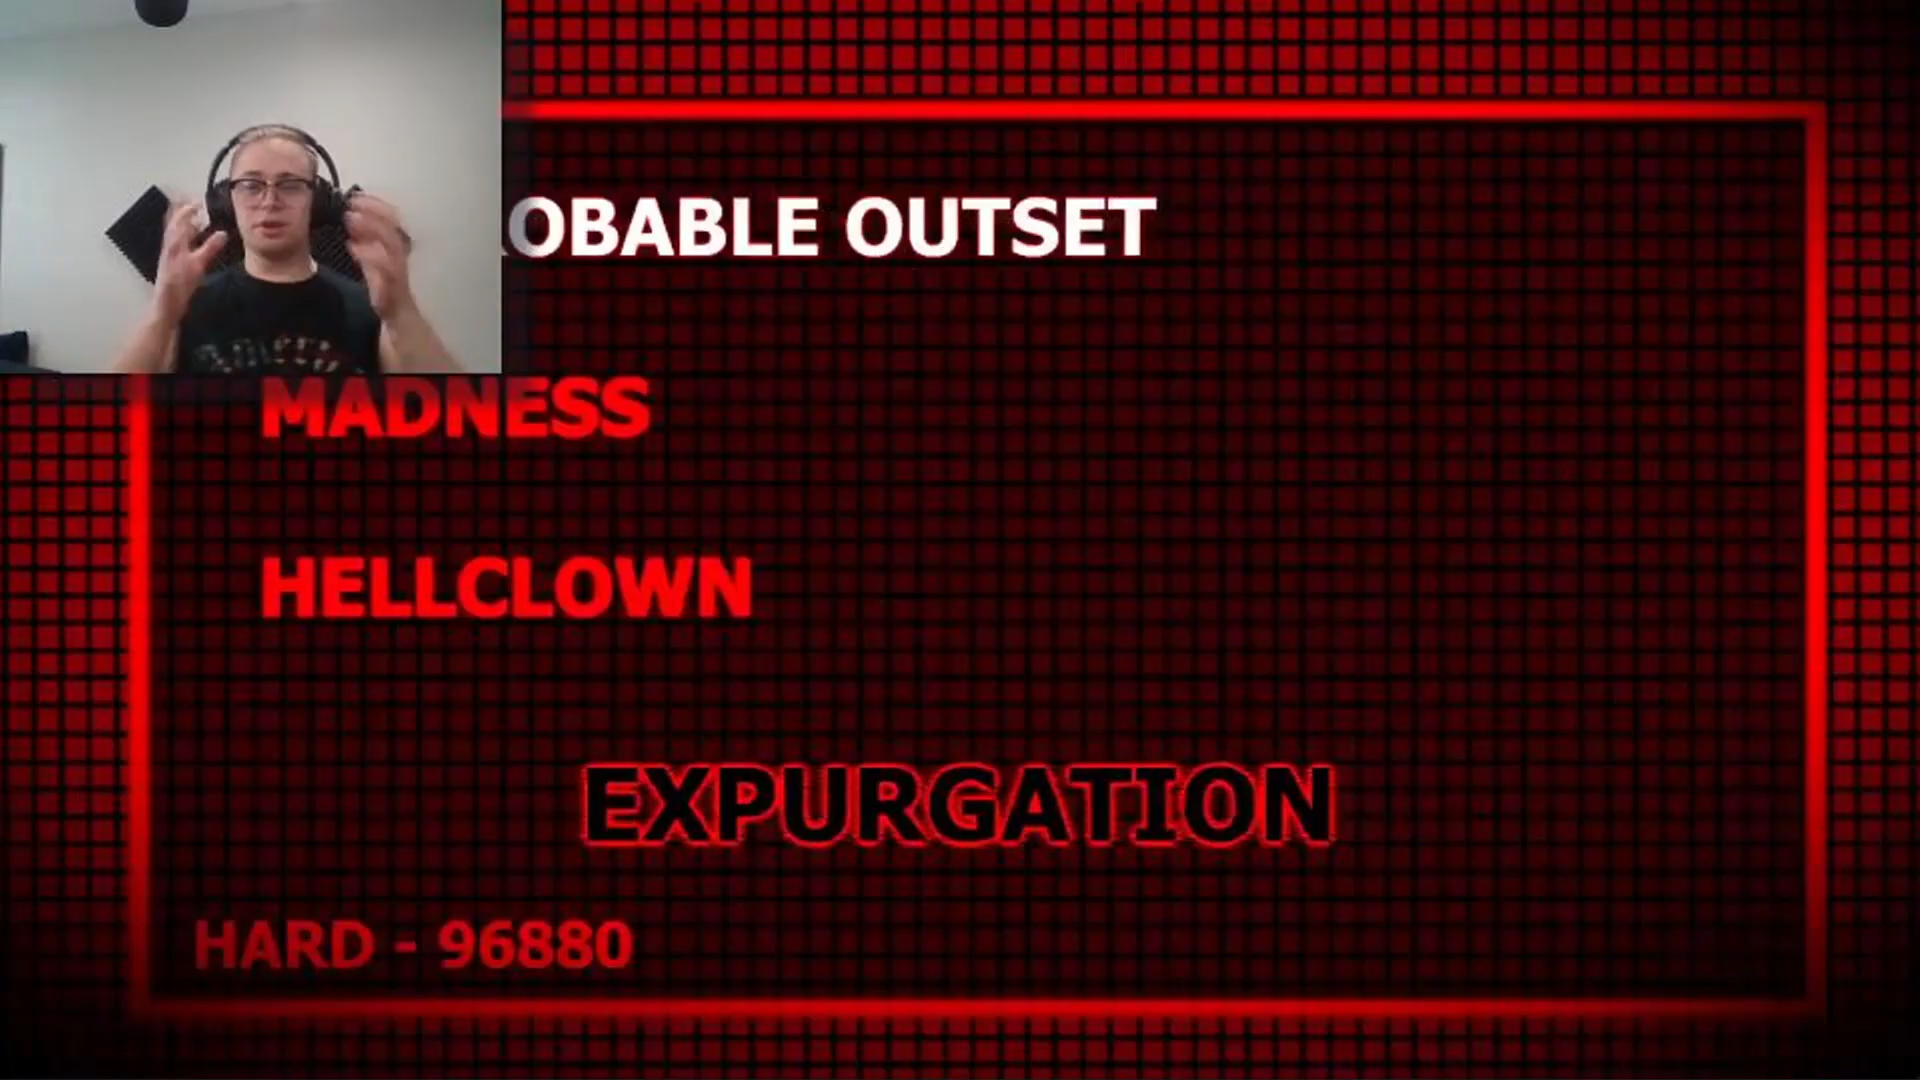 OBABLE OUTSET
MADNESS
HELLCLOWN
EXPURGATION
HARD - 96880